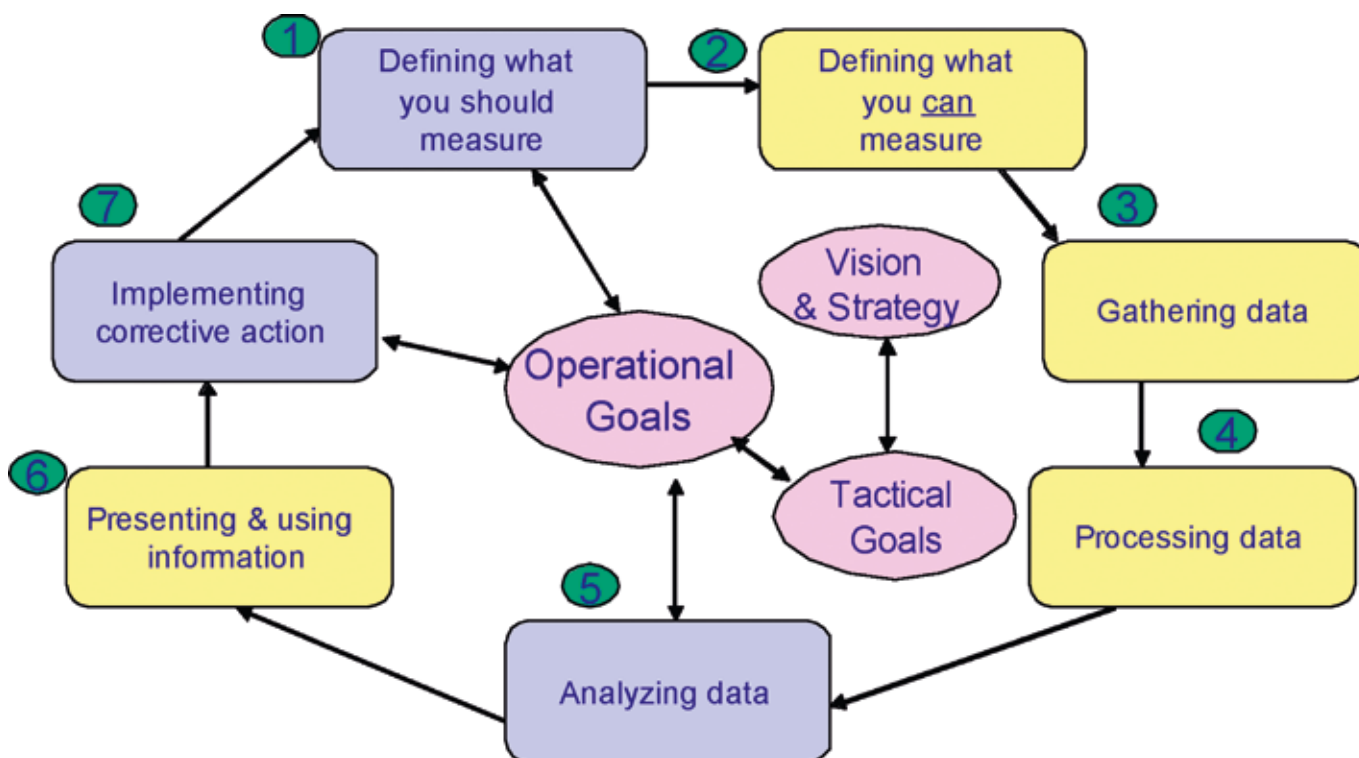 1
Defining what
you should
measure
2
Defining what
you can
measure
3
Gathering data
4
Processing data
5
Analyzing data
6
Presenting & using
information
7
Implementing
corrective action
Operational
Goals
Vision
& Strategy
Tactical
Goals